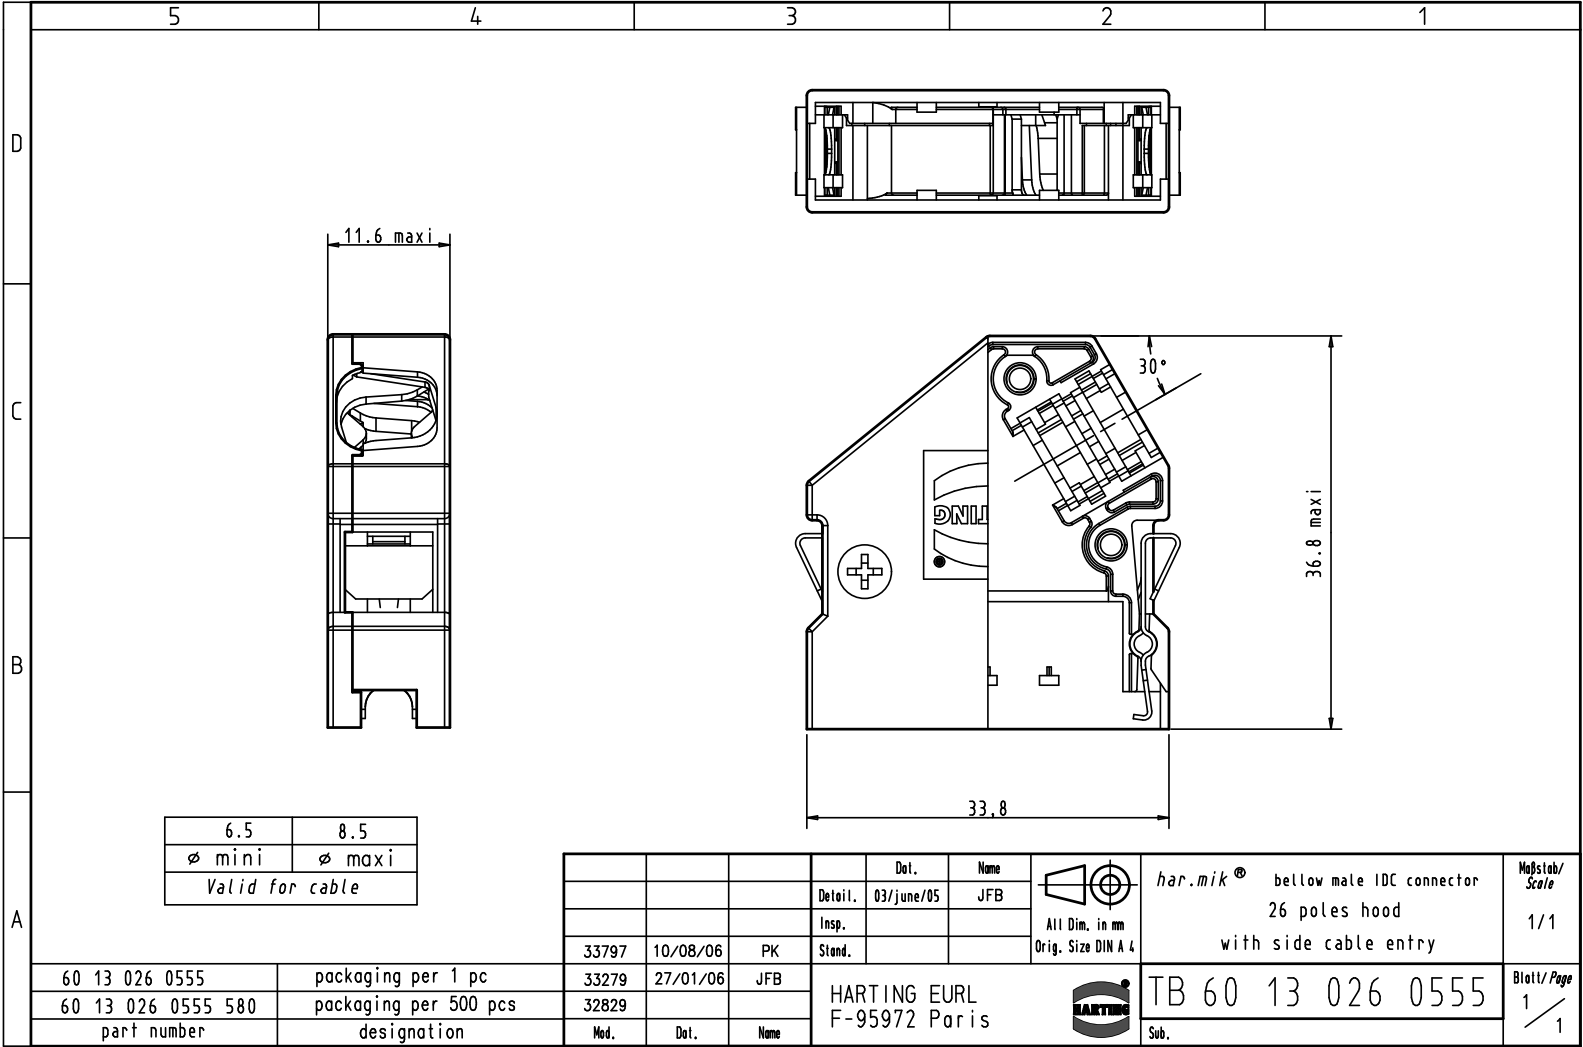 5 4 3 2 1
D
C
B
A
11.6 maxi
30°
36.8 maxi
33,8
HARTING
6.5 8.5
ø mini ø maxi
Valid for cable
60 13 026 0555 packaging per 1 pc
60 13 026 0555 580 packaging per 500 pcs
part number designation
33797 10/08/06 PK
33279 27/01/06 JFB
32829
Mod. Dat. Name
Dat. Name
Detail. 03/june/05 JFB
Insp.
Stand.
All Dim. in mm
Orig. Size DIN A 4
har.mik ® bellow male IDC connector
26 poles hood
with side cable entry
Maßstab/
Scale
1/1
HARTING EURL
F-95972 Paris
HARTING
TB 60 13 026 0555
Sub.
Blatt/Page
1/1